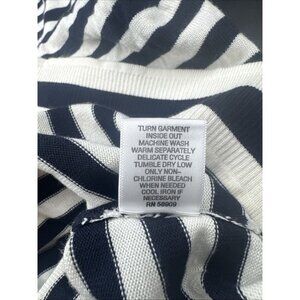 TURN GARMENT
INSIDE OUT
MACHINE WASH
WARM SEPARATELY
DELICATE CYCLE
TUMBLE DRY LOW
ONLY NON-
CHLORINE BLEACH
WHEN NEEDED
COOL IRON IF
NECESSARY
RN 56909